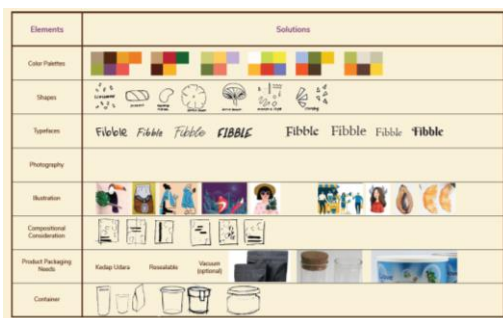 Elements Solutions
Color Palettes
Shapes
Typefaces Fibble Fibble Fibble FIBBLE Fibble Fibble Fibble Fibble
Photography
Illustration
Compositional
Consideration
Product Packaging
Needs
Kedap Udara Resealable Vacuum
(optional)
Container